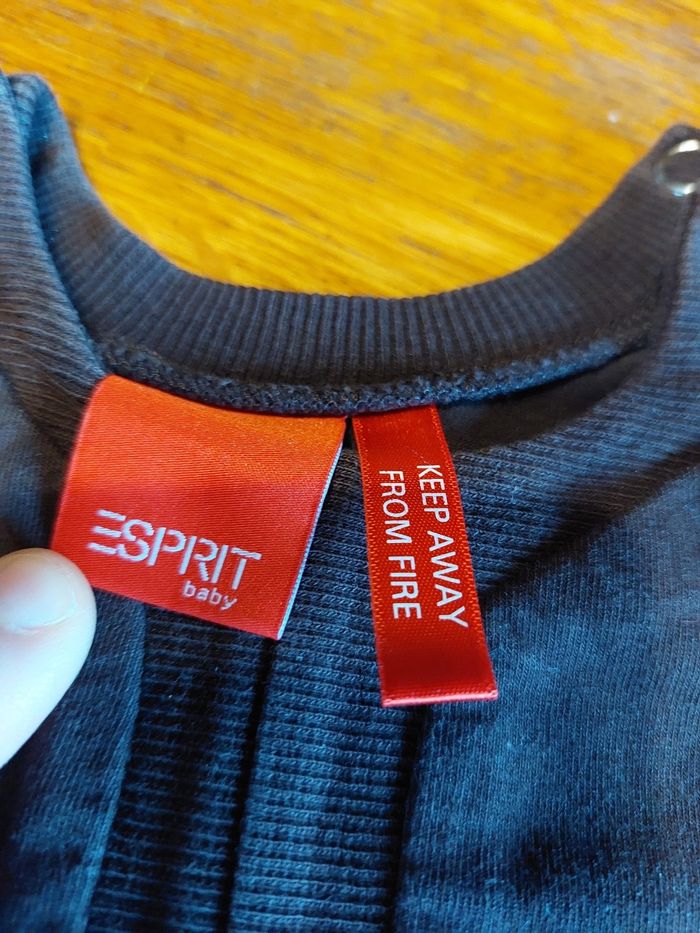 ESPRIT
baby
KEEP AWAY
FROM FIRE